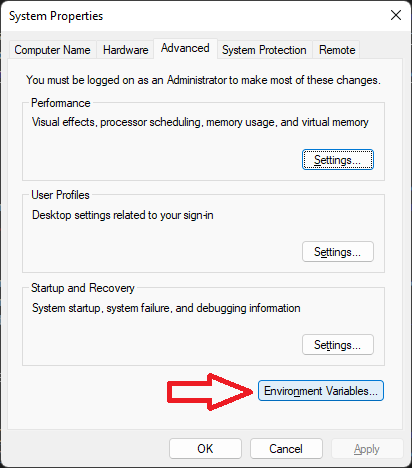 System Properties
Computer Name Hardware Advanced System Protection Remote
You must be logged on as an Administrator to make most of these changes.
Performance
Visual effects, processor scheduling, memory usage, and virtual memory
Settings...
User Profiles
Desktop settings related to your sign-in
Settings...
Startup and Recovery
System startup, system failure, and debugging information
Settings...
Environment Variables...
OK Cancel Apply